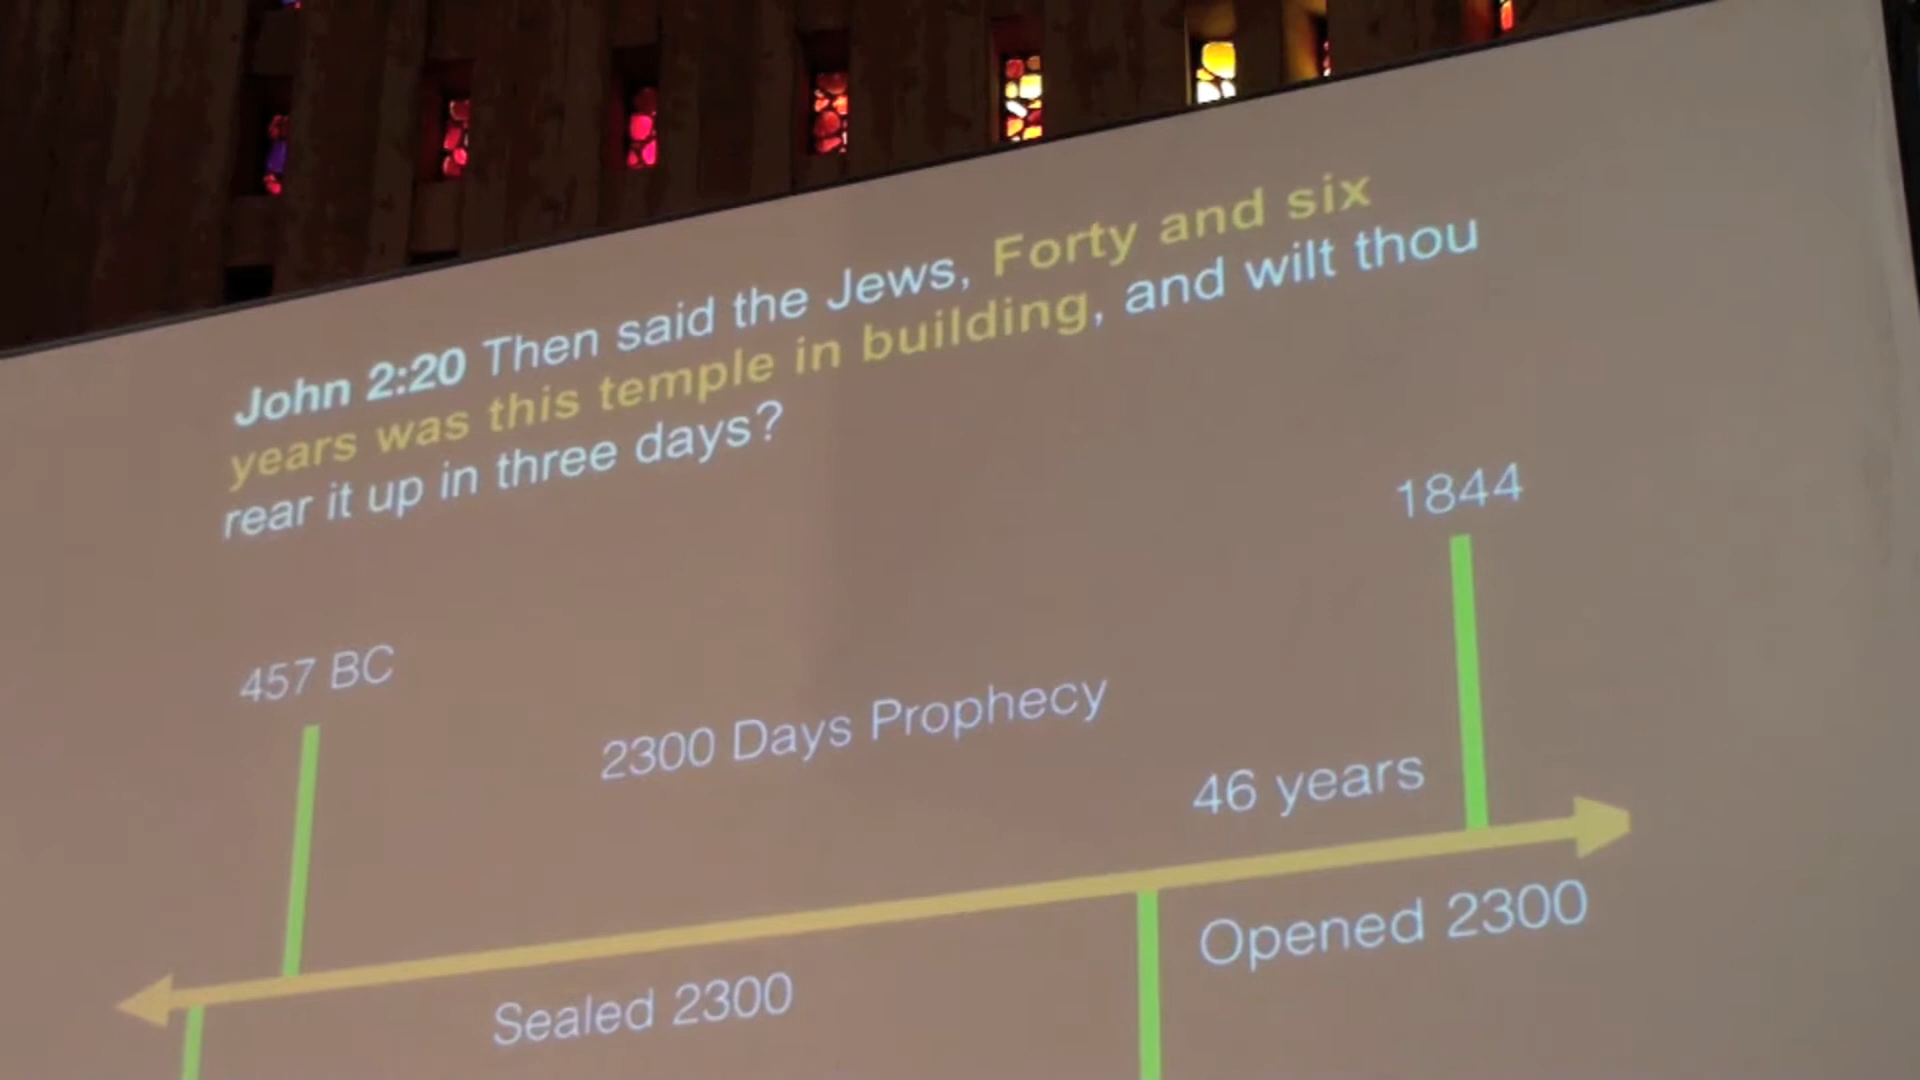 John 2:20 Then said the Jews, Forty and six
years was this temple in building, and wilt thou
rear it up in three days?
1844
457 BC
2300 Days Prophecy
46 years
Opened 2300
Sealed 2300